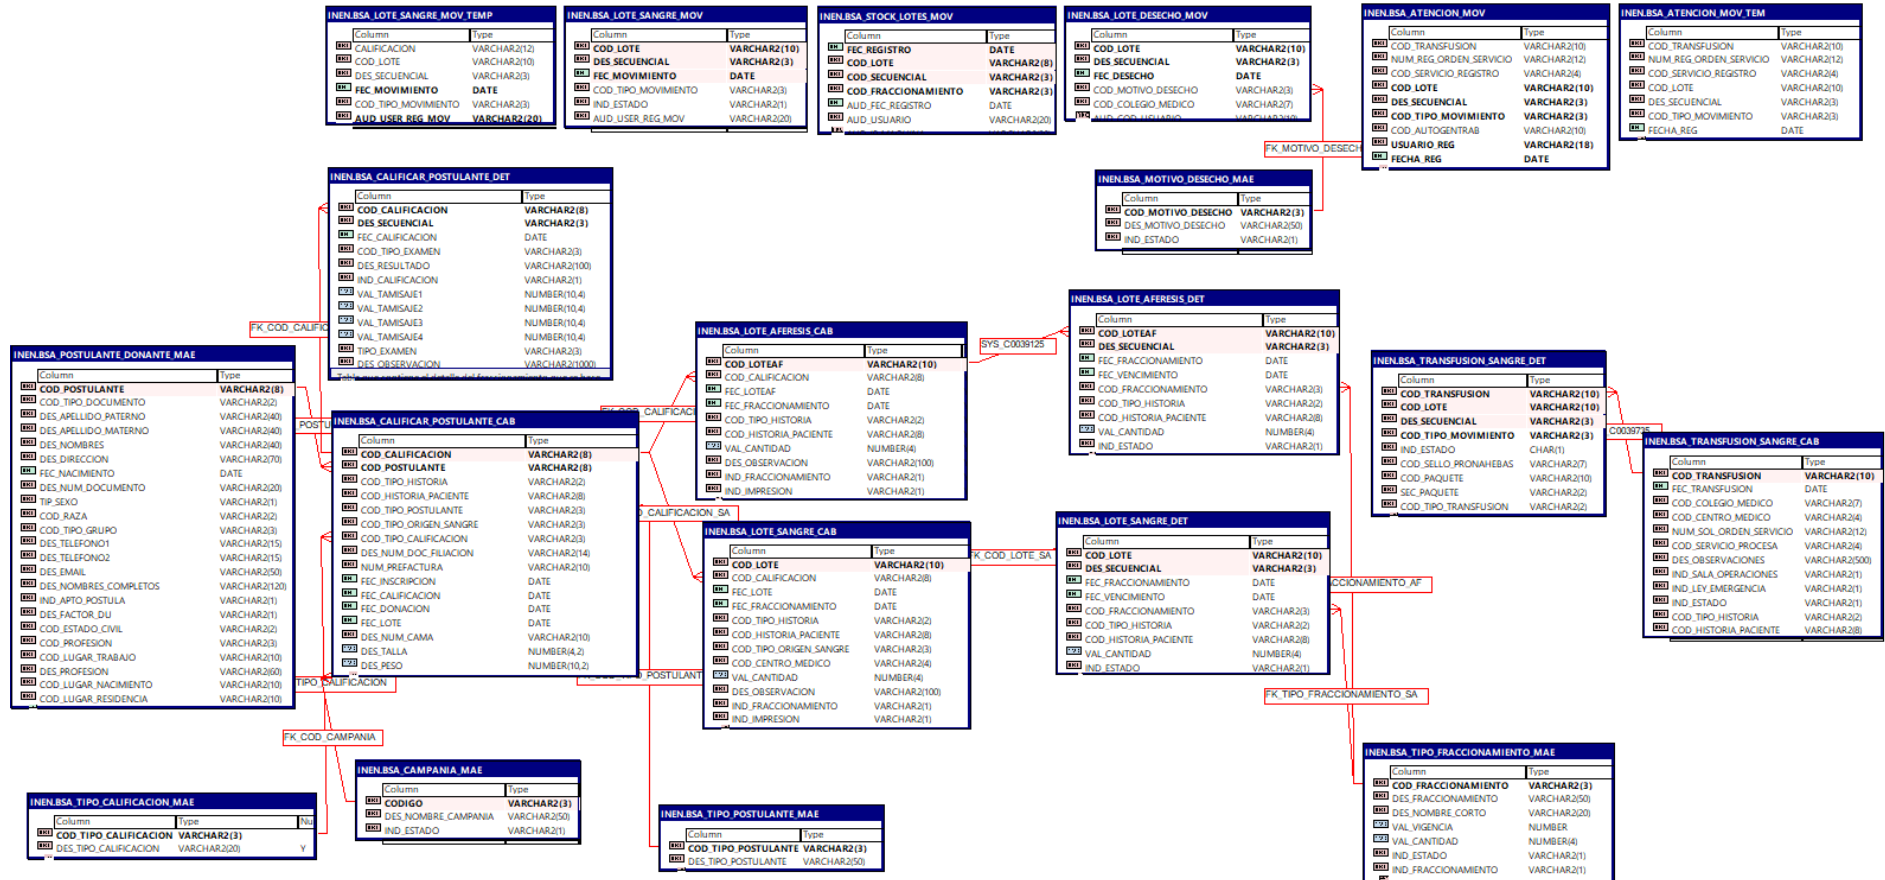 INEN.BSA_LOTE_SANGRE_MOV_TEMP
Column Type
CALIFICACION VARCHAR2(12)
COD_LOTE VARCHAR2(10)
DES_SECUENCIAL VARCHAR2(3)
FEC_MOVIMIENTO DATE
COD_TIPO_MOVIMIENTO VARCHAR2(3)
AUD_USER_REG_MOV VARCHAR2(20)
INEN.BSA_LOTE_SANGRE_MOV
Column Type
COD_LOTE VARCHAR2(10)
DES_SECUENCIAL VARCHAR2(3)
FEC_MOVIMIENTO DATE
COD_TIPO_MOVIMIENTO VARCHAR2(3)
IND_ESTADO VARCHAR2(1)
AUD_USER_REG_MOV VARCHAR2(20)
INEN.BSA_STOCK_LOTES_MOV
Column Type
FEC_REGISTRO DATE
COD_LOTE VARCHAR2(8)
COD_SECUENCIAL VARCHAR2(3)
COD_FRACCIONAMIENTO VARCHAR2(3)
AUD_FEC_REGISTRO DATE
AUD_USUARIO VARCHAR2(20)
INEN.BSA_LOTE_DESECHO_MOV
Column Type
COD_LOTE VARCHAR2(10)
DES_SECUENCIAL VARCHAR2(3)
FEC_DESECHO DATE
COD_MOTIVO_DESECHO VARCHAR2(3)
COD_COLEGIO_MEDICO VARCHAR2(7)
AUD_COD_USUARIO VARCHAR2(10)
INEN.BSA_ATENCION_MOV
Column Type
COD_TRANSFUSION VARCHAR2(10)
NUM_REG_ORDEN_SERVICIO VARCHAR2(12)
COD_SERVICIO_REGISTRO VARCHAR2(4)
COD_LOTE VARCHAR2(10)
DES_SECUENCIAL VARCHAR2(3)
COD_TIPO_MOVIMIENTO VARCHAR2(3)
COD_AUTOGENTRAB VARCHAR2(10)
USUARIO_REG VARCHAR2(18)
FECHA_REG DATE
INEN.BSA_ATENCION_MOV_TEM
Column Type
COD_TRANSFUSION VARCHAR2(10)
NUM_REG_ORDEN_SERVICIO VARCHAR2(12)
COD_SERVICIO_REGISTRO VARCHAR2(4)
COD_LOTE VARCHAR2(10)
DES_SECUENCIAL VARCHAR2(3)
COD_TIPO_MOVIMIENTO VARCHAR2(3)
FECHA_REG DATE
FK_MOTIVO_DESECH
INEN.BSA_MOTIVO_DESECHO_MAE
Column Type
COD_MOTIVO_DESECHO VARCHAR2(3)
DES_MOTIVO_DESECHO VARCHAR2(50)
IND_ESTADO VARCHAR2(1)
INEN.BSA_CALIFICAR_POSTULANTE_DET
Column Type
COD_CALIFICACION VARCHAR2(8)
DES_SECUENCIAL VARCHAR2(3)
FEC_CALIFICACION DATE
COD_TIPO_EXAMEN VARCHAR2(3)
DES_RESULTADO VARCHAR2(100)
IND_CALIFICACION VARCHAR2(1)
VAL_TAMISAJE1 NUMBER(10,4)
VAL_TAMISAJE2 NUMBER(10,4)
VAL_TAMISAJE3 NUMBER(10,4)
VAL_TAMISAJE4 NUMBER(10,4)
TIPO_EXAMEN VARCHAR2(3)
DES_OBSERVACION VARCHAR2(1000)
FK_COD_CALIFIC
INEN.BSA_POSTULANTE_DONANTE_MAE
Column Type
COD_POSTULANTE VARCHAR2(8)
COD_TIPO_DOCUMENTO VARCHAR2(2)
DES_APELLIDO_PATERNO VARCHAR2(40)
DES_APELLIDO_MATERNO VARCHAR2(40)
DES_NOMBRES VARCHAR2(40)
DES_DIRECCION VARCHAR2(70)
FEC_NACIMIENTO DATE
DES_NUM_DOCUMENTO VARCHAR2(20)
TIP_SEXO VARCHAR2(1)
COD_RAZA VARCHAR2(2)
COD_TIPO_GRUPO VARCHAR2(3)
DES_TELEFONO1 VARCHAR2(15)
DES_TELEFONO2 VARCHAR2(15)
DES_EMAIL VARCHAR2(50)
DES_NOMBRES_COMPLETOS VARCHAR2(120)
IND_APTO_POSTULA VARCHAR2(1)
DES_FACTOR_DU VARCHAR2(1)
COD_ESTADO_CIVIL VARCHAR2(2)
COD_PROFESION VARCHAR2(3)
COD_LUGAR_TRABAJO VARCHAR2(10)
DES_PROFESION VARCHAR2(60)
COD_LUGAR_NACIMIENTO VARCHAR2(10)
COD_LUGAR_RESIDENCIA VARCHAR2(10)
_POSTU
INEN.BSA_CALIFICAR_POSTULANTE_CAB
Column Type
COD_CALIFICACION VARCHAR2(8)
COD_POSTULANTE VARCHAR2(8)
COD_TIPO_HISTORIA VARCHAR2(2)
COD_HISTORIA_PACIENTE VARCHAR2(8)
COD_TIPO_POSTULANTE VARCHAR2(3)
COD_TIPO_ORIGEN_SANGRE VARCHAR2(3)
COD_TIPO_CALIFICACION VARCHAR2(3)
DES_NUM_DOC_FILIACION VARCHAR2(14)
NUM_PREFACTURA VARCHAR2(10)
FEC_INSCRIPCION DATE
FEC_CALIFICACION DATE
FEC_DONACION DATE
FEC_LOTE DATE
DES_NUM_CAMA VARCHAR2(10)
DES_TALLA NUMBER(4,2)
DES_PESO NUMBER(10,2)
INEN.BSA_LOTE_AFERESIS_CAB
Column Type
COD_LOTEAF VARCHAR2(10)
COD_CALIFICACION VARCHAR2(8)
FEC_LOTEAF DATE
FEC_FRACCIONAMIENTO DATE
COD_TIPO_HISTORIA VARCHAR2(2)
COD_HISTORIA_PACIENTE VARCHAR2(8)
VAL_CANTIDAD NUMBER(4)
DES_OBSERVACION VARCHAR2(100)
IND_FRACCIONAMIENTO VARCHAR2(1)
IND_IMPRESION VARCHAR2(1)
SYS_C0039125
INEN.BSA_LOTE_AFERESIS_DET
Column Type
COD_LOTEAF VARCHAR2(10)
DES_SECUENCIAL VARCHAR2(3)
FEC_FRACCIONAMIENTO DATE
FEC_VENCIMIENTO DATE
COD_FRACCIONAMIENTO VARCHAR2(3)
COD_TIPO_HISTORIA VARCHAR2(2)
COD_HISTORIA_PACIENTE VARCHAR2(8)
VAL_CANTIDAD NUMBER(4)
IND_ESTADO VARCHAR2(1)
INEN.BSA_TRANSFUSION_SANGRE_DET
Column Type
COD_TRANSFUSION VARCHAR2(10)
COD_LOTE VARCHAR2(10)
DES_SECUENCIAL VARCHAR2(3)
COD_TIPO_MOVIMIENTO VARCHAR2(3)
IND_ESTADO CHAR(1)
COD_SELLO_PRONAHEBAS VARCHAR2(7)
COD_PAQUETE VARCHAR2(10)
SEC_PAQUETE VARCHAR2(2)
COD_TIPO_TRANSFUSION VARCHAR2(2)
C0039735
INEN.BSA_TRANSFUSION_SANGRE_CAB
Column Type
COD_TRANSFUSION VARCHAR2(10)
FEC_TRANSFUSION DATE
COD_COLEGIO_MEDICO VARCHAR2(7)
COD_CENTRO_MEDICO VARCHAR2(4)
NUM_SOL_ORDEN_SERVICIO VARCHAR2(12)
COD_SERVICIO_PROCESA VARCHAR2(4)
DES_OBSERVACIONES VARCHAR2(500)
IND_SALA_OPERACIONES VARCHAR2(1)
IND_LEY_EMERGENCIA VARCHAR2(1)
IND_ESTADO VARCHAR2(1)
COD_TIPO_HISTORIA VARCHAR2(2)
COD_HISTORIA_PACIENTE VARCHAR2(8)
_CALIFICACION_SA
INEN.BSA_LOTE_SANGRE_CAB
Column Type
COD_LOTE VARCHAR2(10)
COD_CALIFICACION VARCHAR2(8)
FEC_LOTE DATE
FEC_FRACCIONAMIENTO DATE
COD_TIPO_HISTORIA VARCHAR2(2)
COD_HISTORIA_PACIENTE VARCHAR2(8)
COD_TIPO_ORIGEN_SANGRE VARCHAR2(3)
COD_CENTRO_MEDICO VARCHAR2(4)
VAL_CANTIDAD NUMBER(4)
DES_OBSERVACION VARCHAR2(100)
IND_FRACCIONAMIENTO VARCHAR2(1)
IND_IMPRESION VARCHAR2(1)
K_COD_LOTE_SA
INEN.BSA_LOTE_SANGRE_DET
Column Type
COD_LOTE VARCHAR2(10)
DES_SECUENCIAL VARCHAR2(3)
FEC_FRACCIONAMIENTO DATE
FEC_VENCIMIENTO DATE
COD_FRACCIONAMIENTO VARCHAR2(3)
COD_TIPO_HISTORIA VARCHAR2(2)
COD_HISTORIA_PACIENTE VARCHAR2(8)
VAL_CANTIDAD NUMBER(4)
IND_ESTADO VARCHAR2(1)
CCIONAMIENTO_AF
FK_TIPO_FRACCIONAMIENTO_SA
TIPO_CALIFICACION
FK_COD_CAMPANIA
INEN.BSA_TIPO_CALIFICACION_MAE
Column Type Nu
COD_TIPO_CALIFICACION VARCHAR2(3)
DES_TIPO_CALIFICACION VARCHAR2(20) Y
INEN.BSA_CAMPANIA_MAE
Column Type
CODIGO VARCHAR2(3)
DES_NOMBRE_CAMPANIA VARCHAR2(50)
IND_ESTADO VARCHAR2(1)
INEN.BSA_TIPO_POSTULANTE_MAE
Column Type
COD_TIPO_POSTULANTE VARCHAR2(3)
DES_TIPO_POSTULANTE VARCHAR2(50)
INEN.BSA_TIPO_FRACCIONAMIENTO_MAE
Column Type
COD_FRACCIONAMIENTO VARCHAR2(3)
DES_FRACCIONAMIENTO VARCHAR2(50)
DES_NOMBRE_CORTO VARCHAR2(20)
VAL_VIGENCIA NUMBER
VAL_CANTIDAD NUMBER(4)
IND_ESTADO VARCHAR2(1)
IND_FRACCIONAMIENTO VARCHAR2(1)